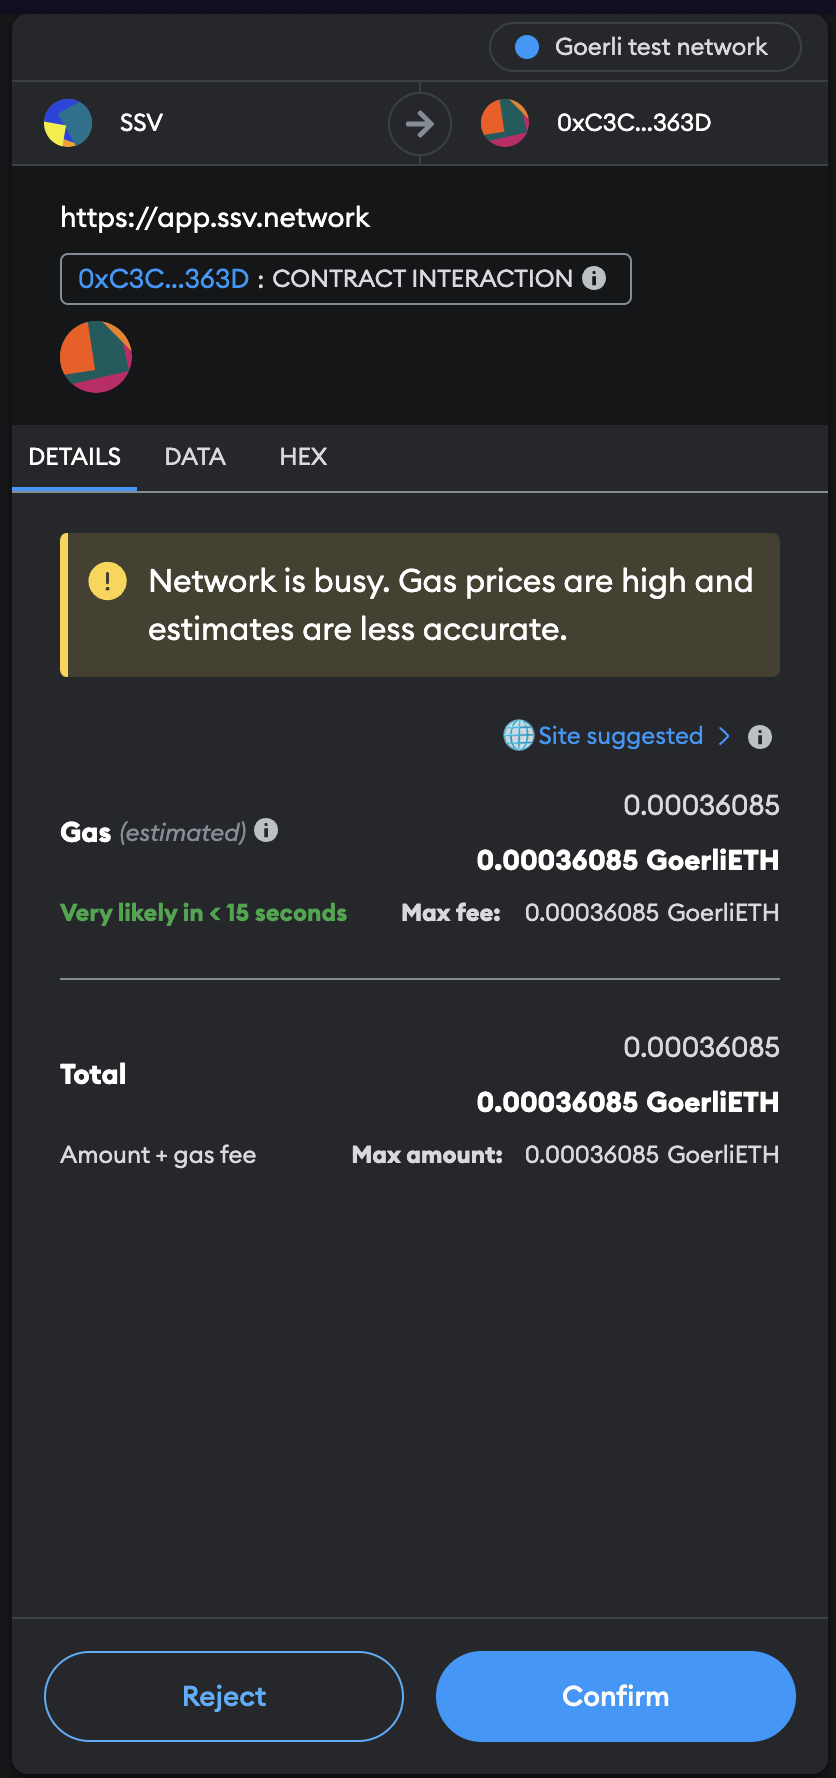 Goerli test network
SSV
0xC3C...363D
https://app.ssv.network
0xC3C...363D : CONTRACT INTERACTION
DETAILS DATA HEX
Network is busy. Gas prices are high and
estimates are less accurate.
Site suggested
0.00036085
Gas (estimated)
0.00036085 GoerliETH
Very likely in < 15 seconds Max fee: 0.00036085 GoerliETH
0.00036085
Total
0.00036085 GoerliETH
Amount + gas fee Max amount: 0.00036085 GoerliETH
Reject Confirm